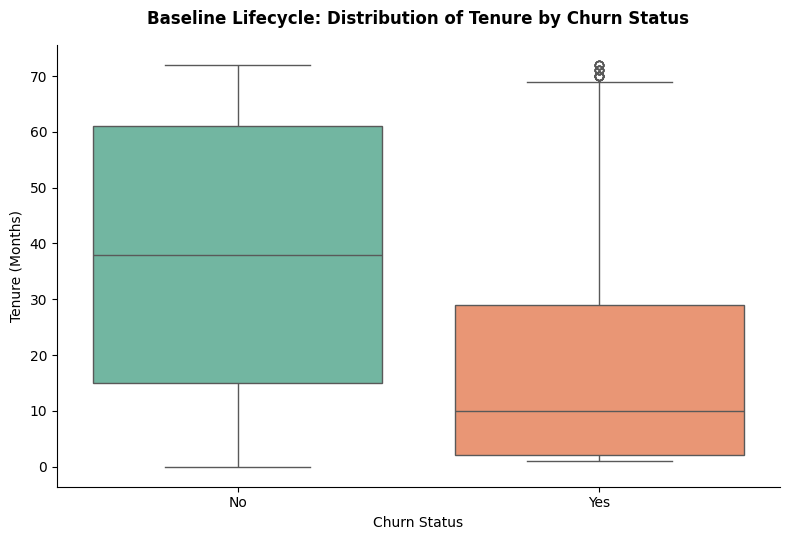 Baseline Lifecycle: Distribution of Tenure by Churn Status
70
60
50
40
30
20
10
0
Tenure (Months)
No
Yes
Churn Status